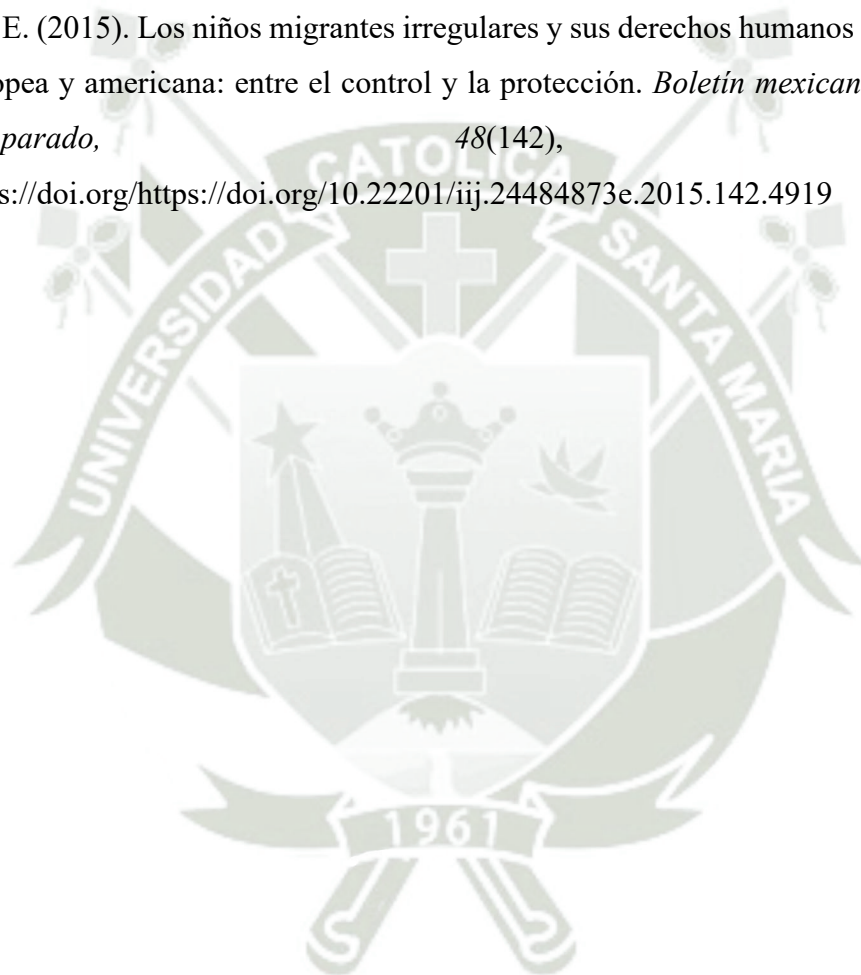 E. (2015). Los niños migrantes irregulares y sus derechos humanos
opea y americana: entre el control y la protección. Boletín mexican
parado, 48(142),
s://doi.org/https://doi.org/10.22201/iij.24484873e.2015.142.4919
UNIVERSIDAD CATOLICA SANTA MARIA
1961